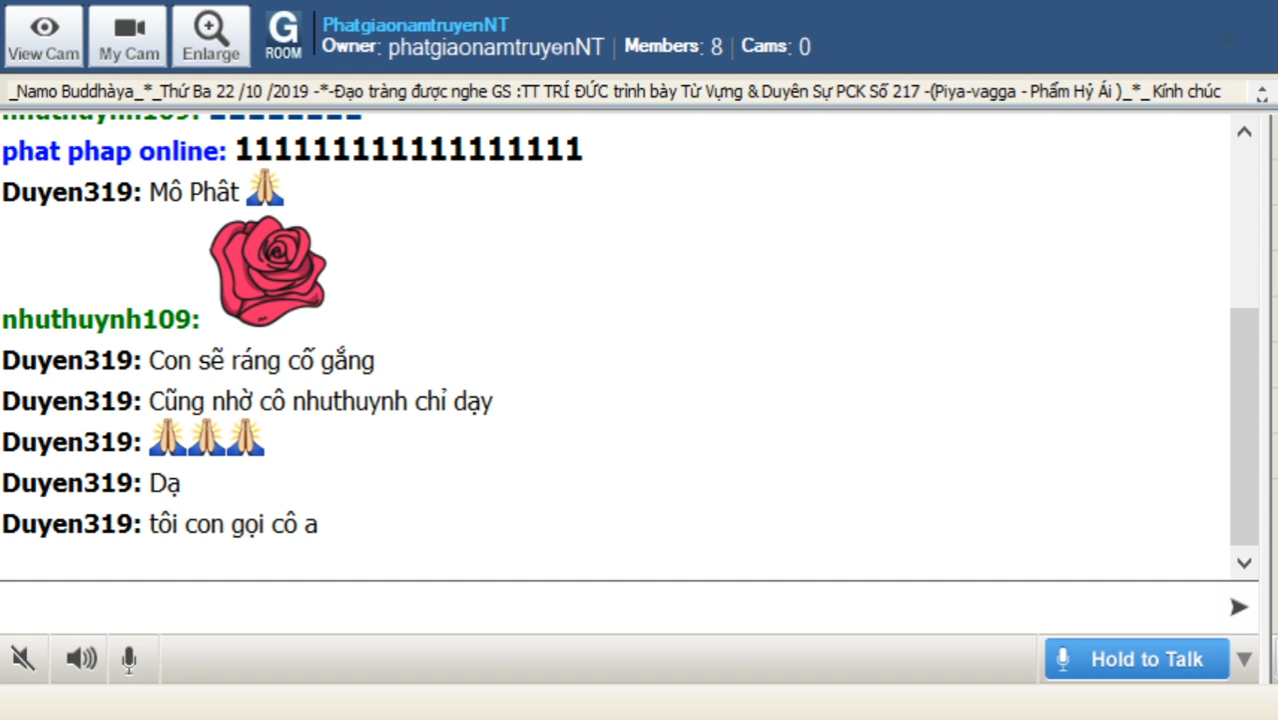 PhatgiaonamtruyenNT
View Cam My Cam Enlarge G ROOM Owner: phatgiaonamtruyenNT | Members: 8 | Cams: 0
_Namo Buddhàya_*_Thứ Ba 22 /10 /2019 -*-Đạo tràng được nghe GS :TT TRÍ ĐỨC trình bày Từ Vựng & Duyên Sự PCK Số 217 -(Piya-vagga - Phẩm Hỷ Ái )_*_ Kính chúc
nhuthuynh109:
phat phap online: 111111111111111111
Duyen319: Mô Phât 🙏
nhuthuynh109:
Duyen319: Con sẽ ráng cố gắng
Duyen319: Cũng nhờ cô nhuthuynh chỉ dạy
Duyen319: 🙏🙏🙏
Duyen319: Dạ
Duyen319: tôi con gọi cô a
Hold to Talk